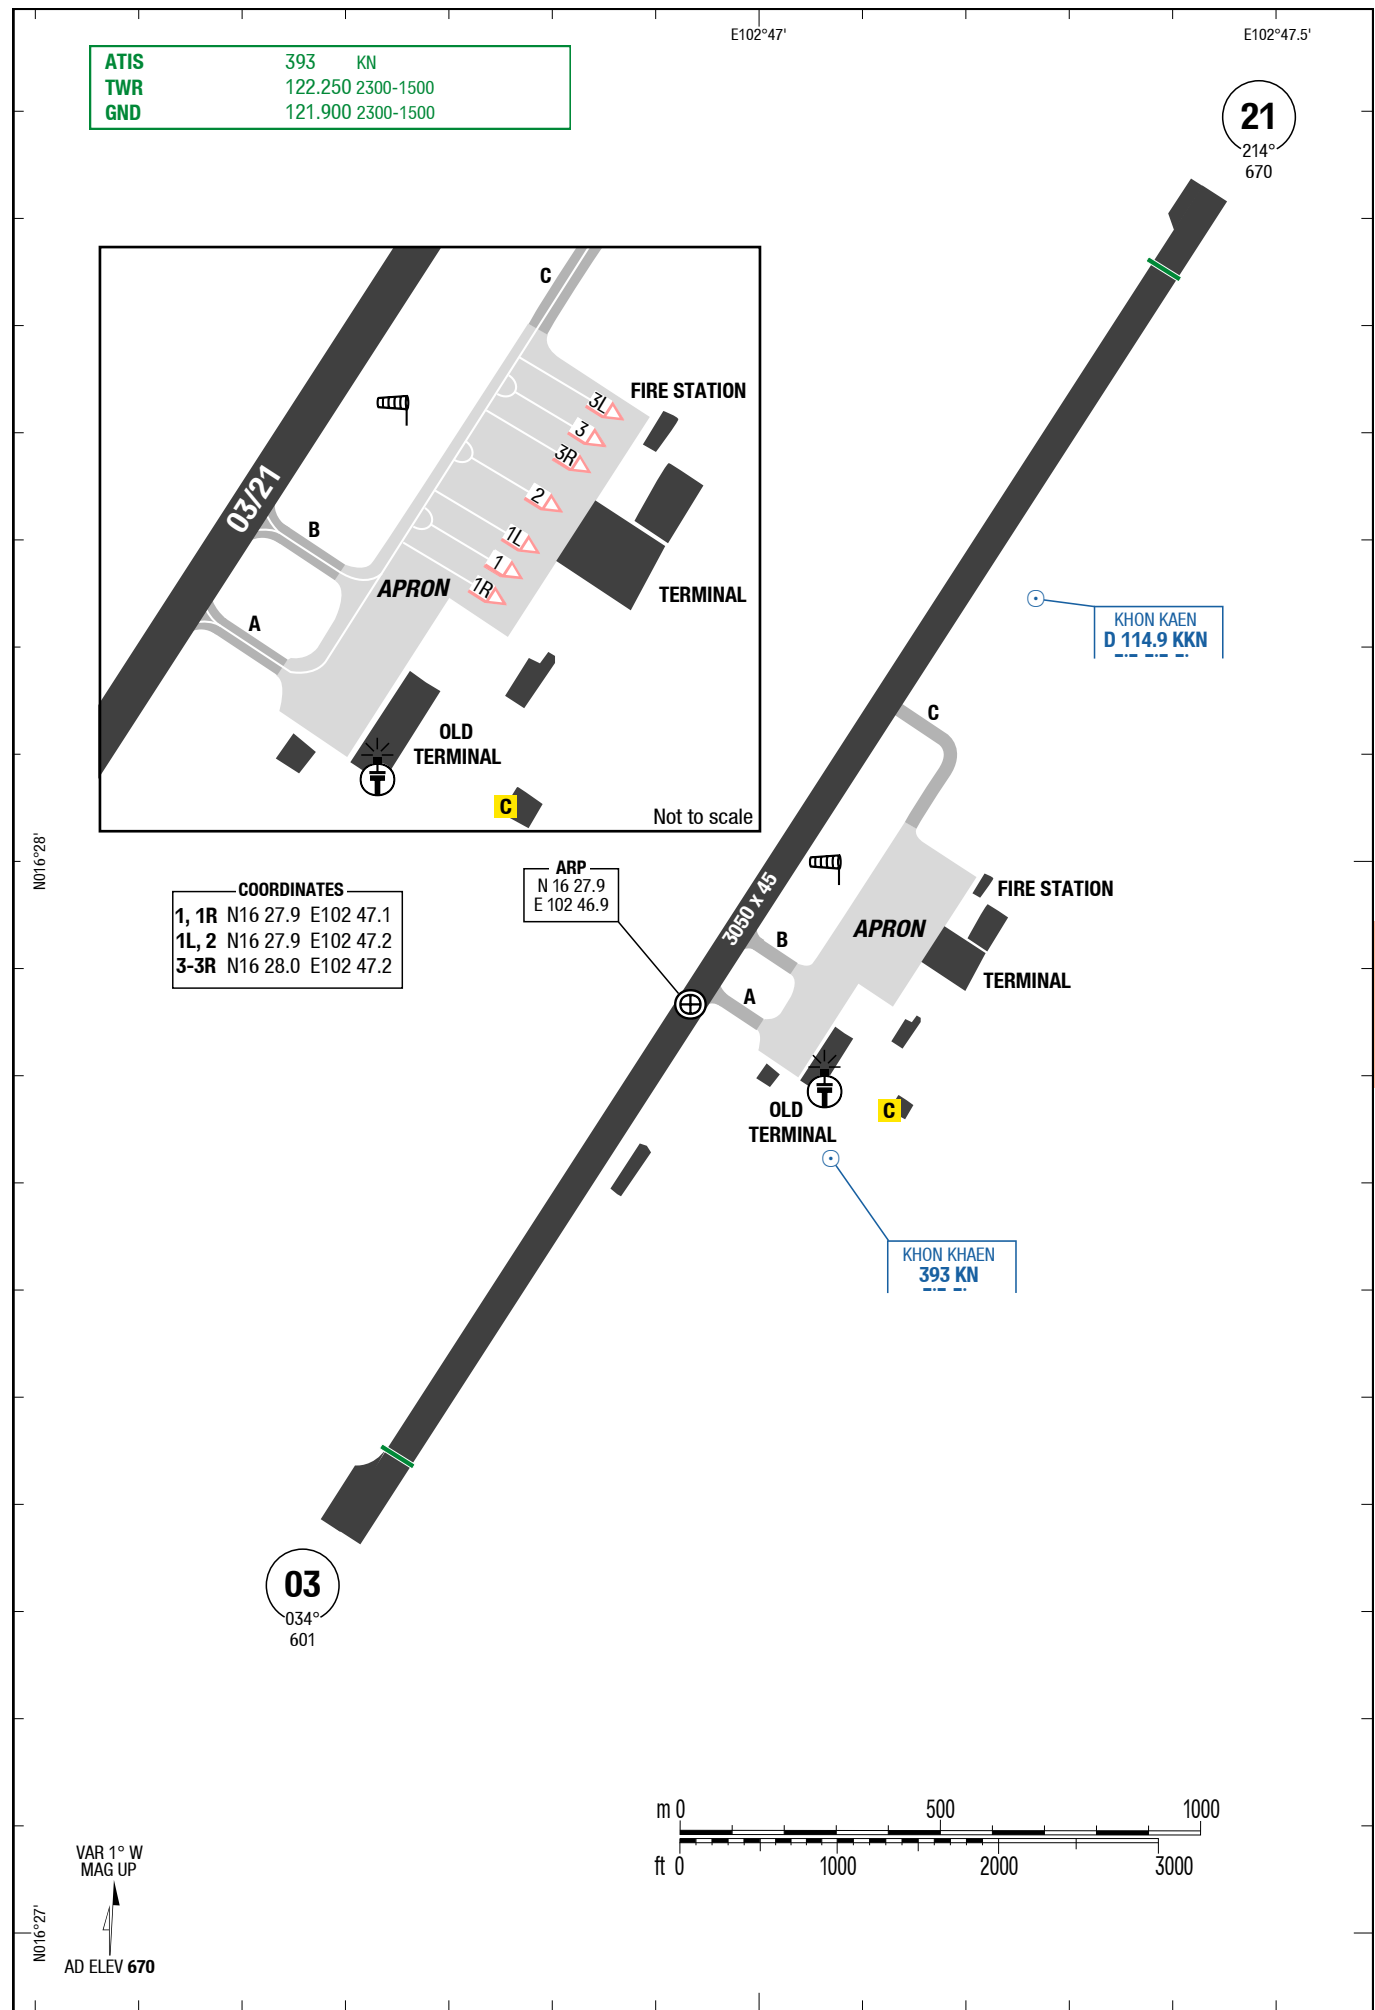 E102°47'
E102°47.5'
ATIS 393 KN
TWR 122.250 2300-1500
GND 121.900 2300-1500
21
214°
670
C
FIRE STATION
3L
3
3R
2
1L
1
1R
03/21
B
A
APRON
TERMINAL
OLD
TERMINAL
C
Not to scale
KHON KAEN
D 114.9 KKN
C
N016°28'
COORDINATES
1, 1R N16 27.9 E102 47.1
1L, 2 N16 27.9 E102 47.2
3-3R N16 28.0 E102 47.2
ARP
N 16 27.9
E 102 46.9
3050 x 45
FIRE STATION
APRON
B
TERMINAL
A
OLD
TERMINAL
C
KHON KHAEN
393 KN
03
034°
601
m 0 500 1000
ft 0 1000 2000 3000
VAR 1° W
MAG UP
N016°27'
AD ELEV 670